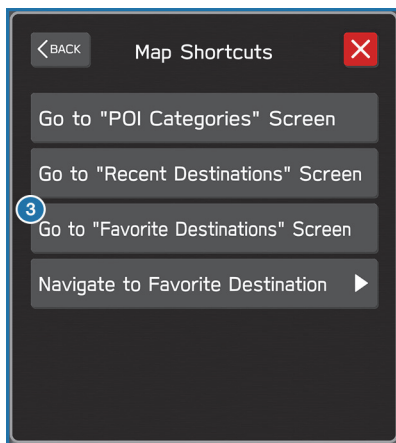 BACK
Map Shortcuts
Go to "POI Categories" Screen
Go to "Recent Destinations" Screen
3
Go to "Favorite Destinations" Screen
Navigate to Favorite Destination